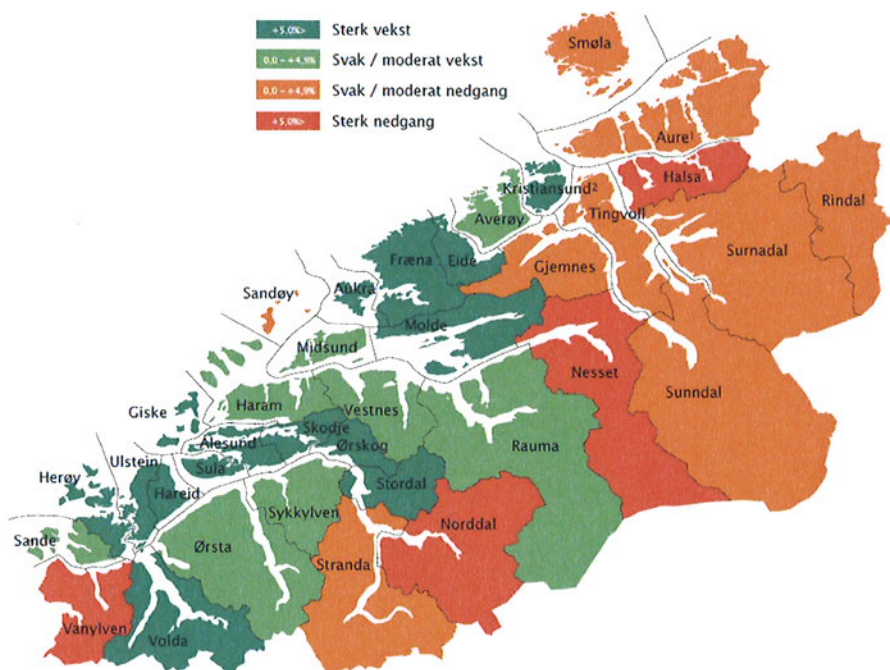 +5,0%> Sterk vekst
0,0 – +4,9% Svak / moderat vekst
0,0 – +4,9% Svak / moderat nedgang
+5,0%> Sterk nedgang
Smøla
Aure¹
Halsa
Kristiansund²
Rindal
Averøy
Tingvoll
Surnadal
Fræna
Eide
Gjemnes
Aukra
Sandøy
Molde
Midsund
Nesset
Sunndal
Giske
Haram
Vestnes
Skodje
Ålesund
Ørskog
Rauma
Ulstein
Sula
Herøy
Hareid
Stordal
Sykkylven
Norddal
Sande
Ørsta
Stranda
Vanylven
Volda